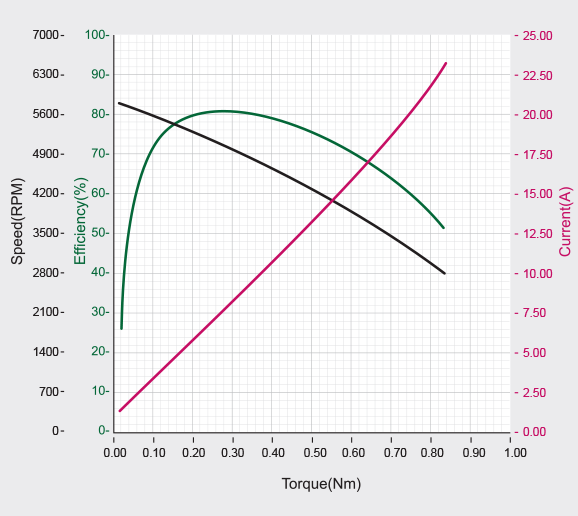 7000- 100- - 25.00
6300- 90- - 22.50
5600- 80- - 20.00
4900- 70- - 17.50
4200- 60- - 15.00
3500- 50- - 12.50
2800- 40- - 10.00
2100- 30- - 7.50
1400- 20- - 5.00
700- 10- - 2.50
0- 0- - 0.00
Speed(RPM)
Efficiency(%)
Current(A)
0.00 0.10 0.20 0.30 0.40 0.50 0.60 0.70 0.80 0.90 1.00
Torque(Nm)